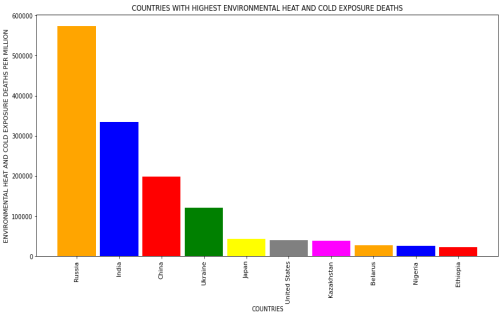 COUNTRIES WITH HIGHEST ENVIRONMENTAL HEAT AND COLD EXPOSURE DEATHS
ENVIRONMENTAL HEAT AND COLD EXPOSURE DEATHS PER MILLION
600000
500000
400000
300000
200000
100000
0
Russia
India
China
Ukraine
Japan
United States
Kazakhstan
Belarus
Nigeria
Ethiopia
COUNTRIES